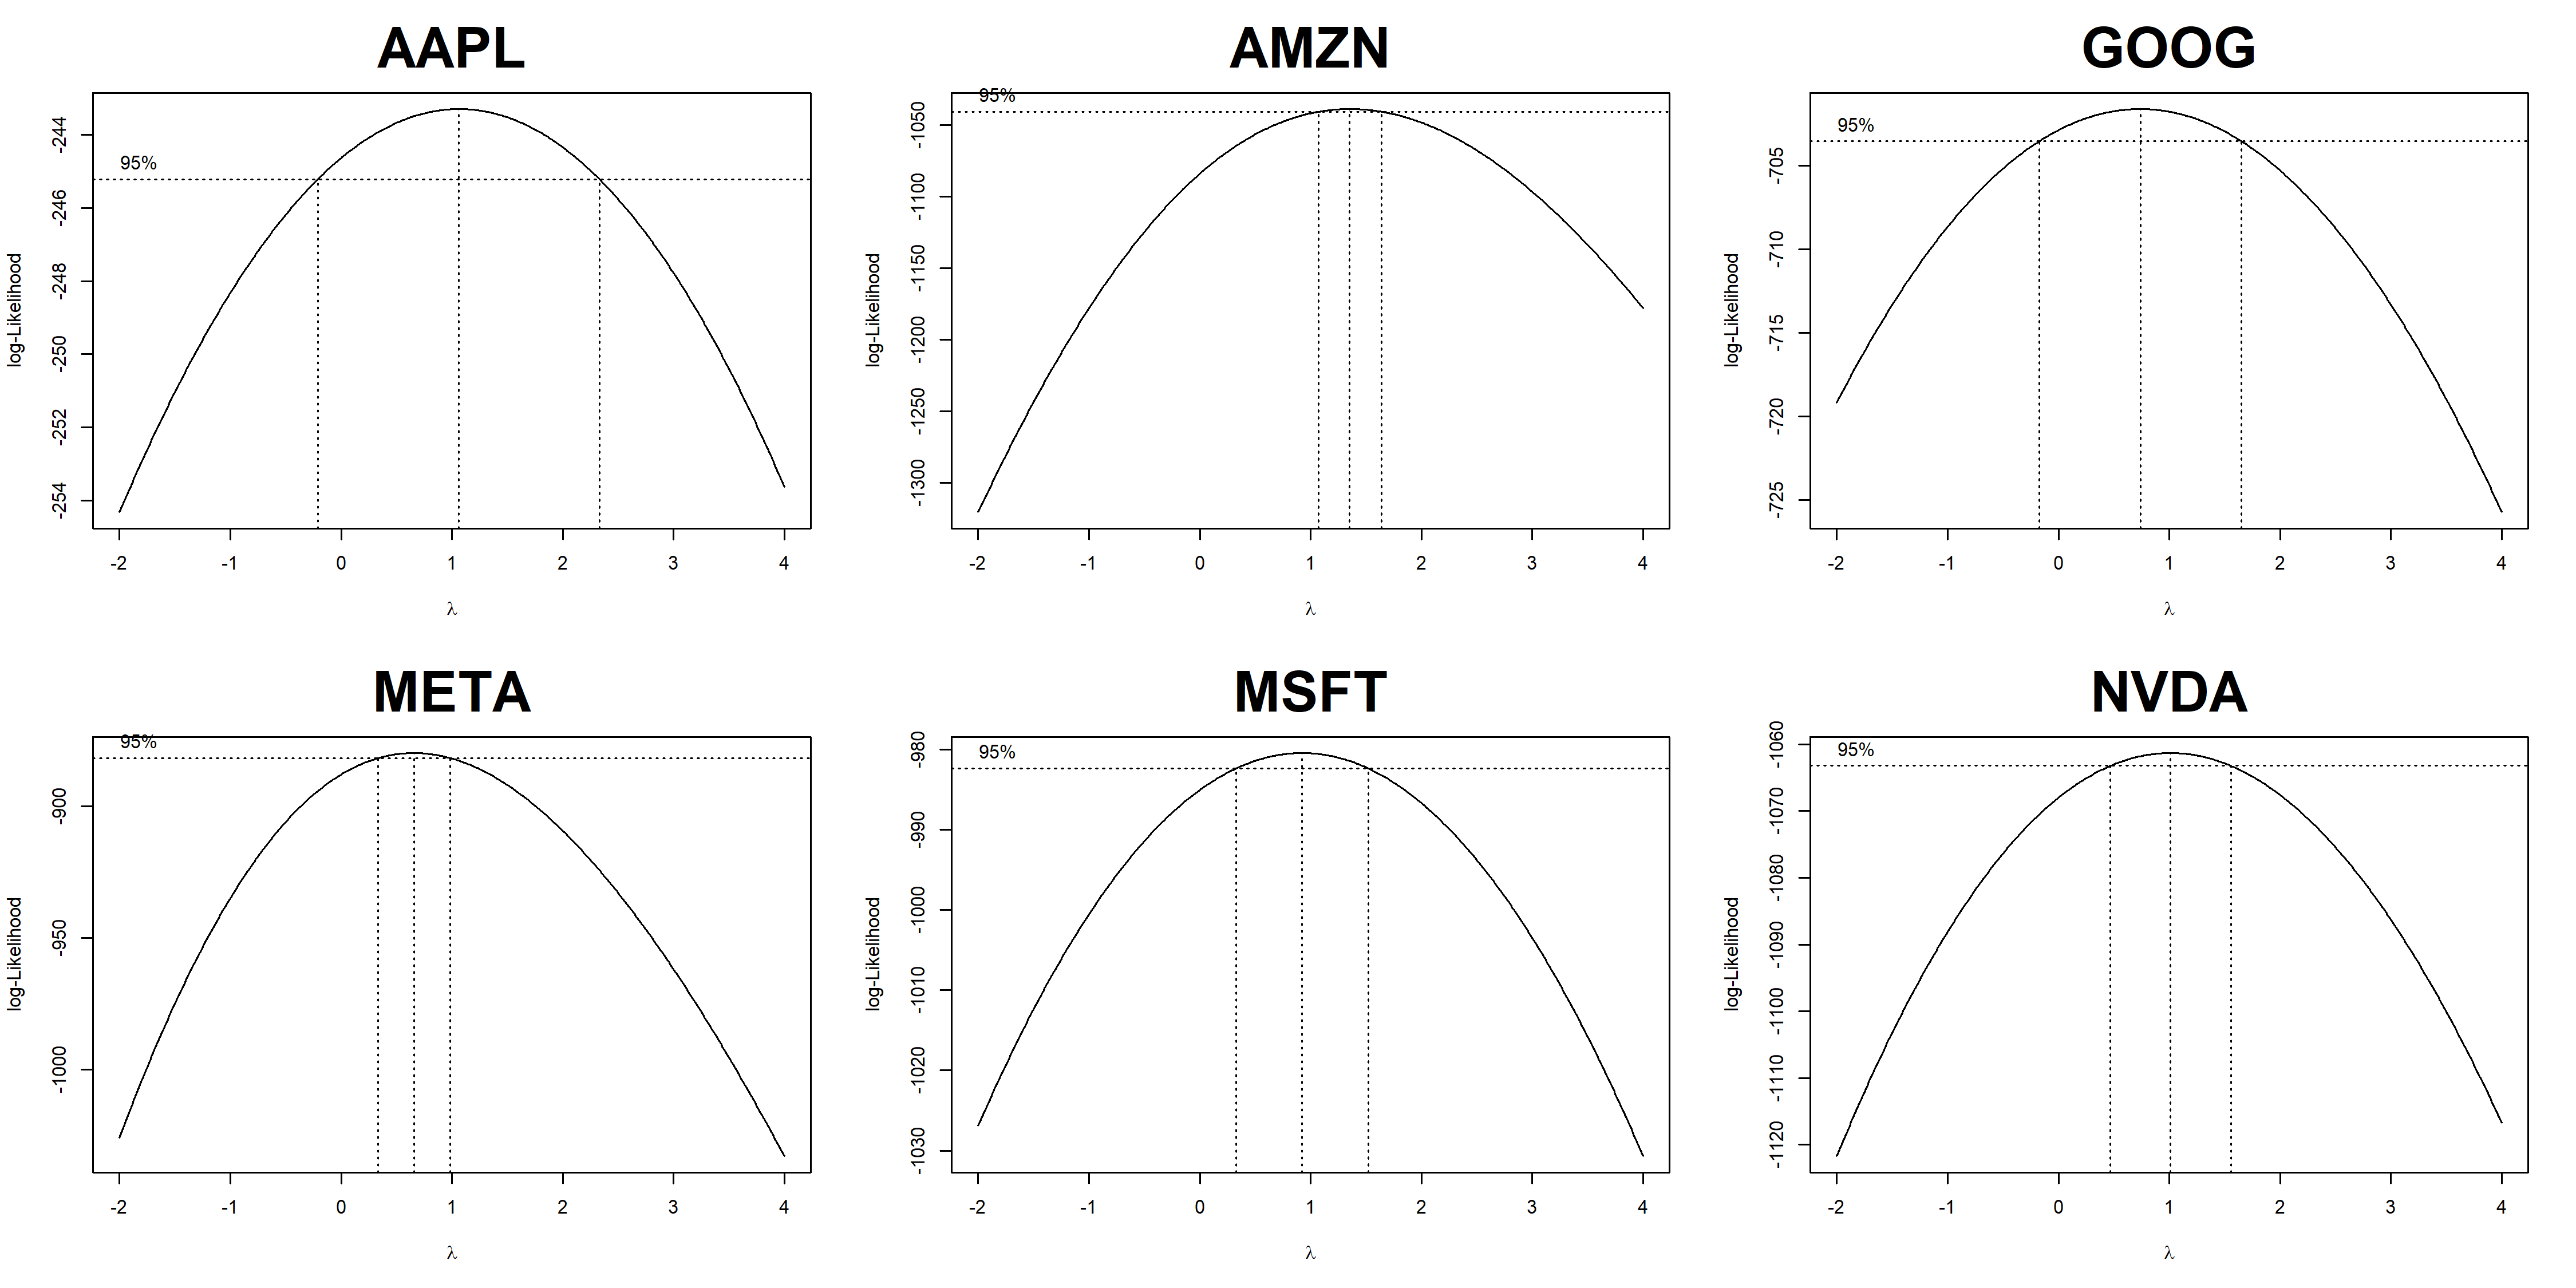 AAPL
AMZN
GOOG
log-Likelihood
-244
-246
-248
-250
-252
-254
95%
-2 -1 0 1 2 3 4
λ
log-Likelihood
-1050
-1100
-1150
-1200
-1250
-1300
95%
-2 -1 0 1 2 3 4
λ
log-Likelihood
-705
-710
-715
-720
-725
95%
-2 -1 0 1 2 3 4
λ
META
MSFT
NVDA
log-Likelihood
-900
-950
-1000
95%
-2 -1 0 1 2 3 4
λ
log-Likelihood
-980
-990
-1000
-1010
-1020
-1030
95%
-2 -1 0 1 2 3 4
λ
log-Likelihood
-1060
-1070
-1080
-1090
-1100
-1110
-1120
95%
-2 -1 0 1 2 3 4
λ